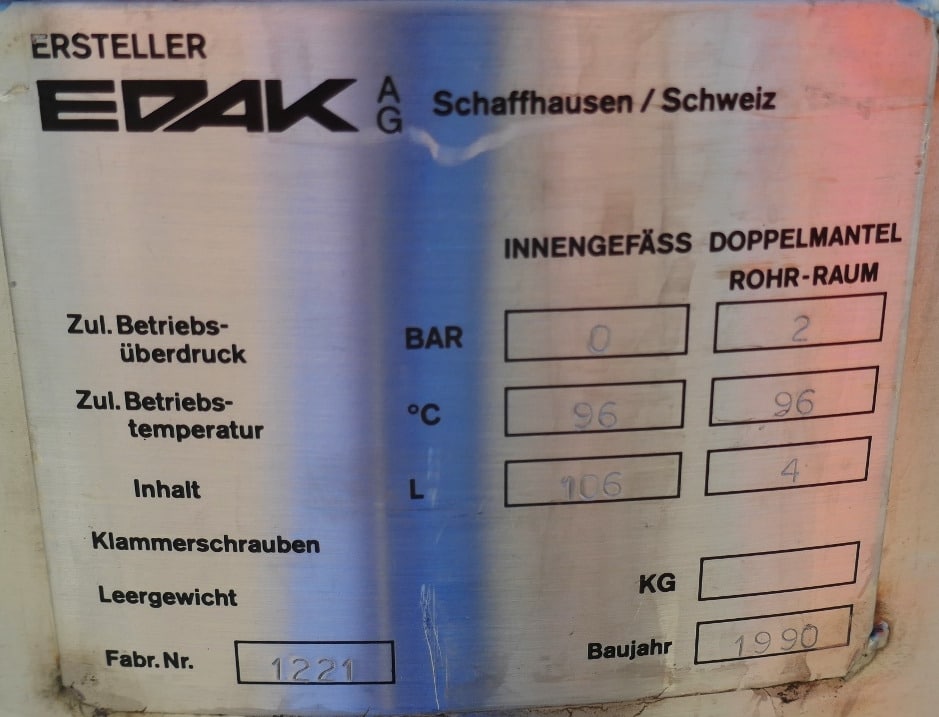 ERSTELLER
EDAK AG Schaffhausen / Schweiz
INNENGEFÄSS DOPPELMANTEL
ROHR-RAUM
Zul. Betriebs-
überdruck BAR 0 2
Zul. Betriebs-
temperatur °C 96 96
Inhalt L 106 4
Klammerschrauben
Leergewicht KG
Fabr. Nr. 1221 Baujahr 1990